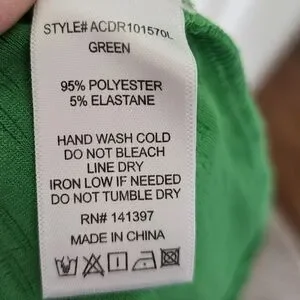 STYLE# ACDR101570L
GREEN
95% POLYESTER
5% ELASTANE
HAND WASH COLD
DO NOT BLEACH
LINE DRY
IRON LOW IF NEEDED
DO NOT TUMBLE DRY
RN# 141397
MADE IN CHINA